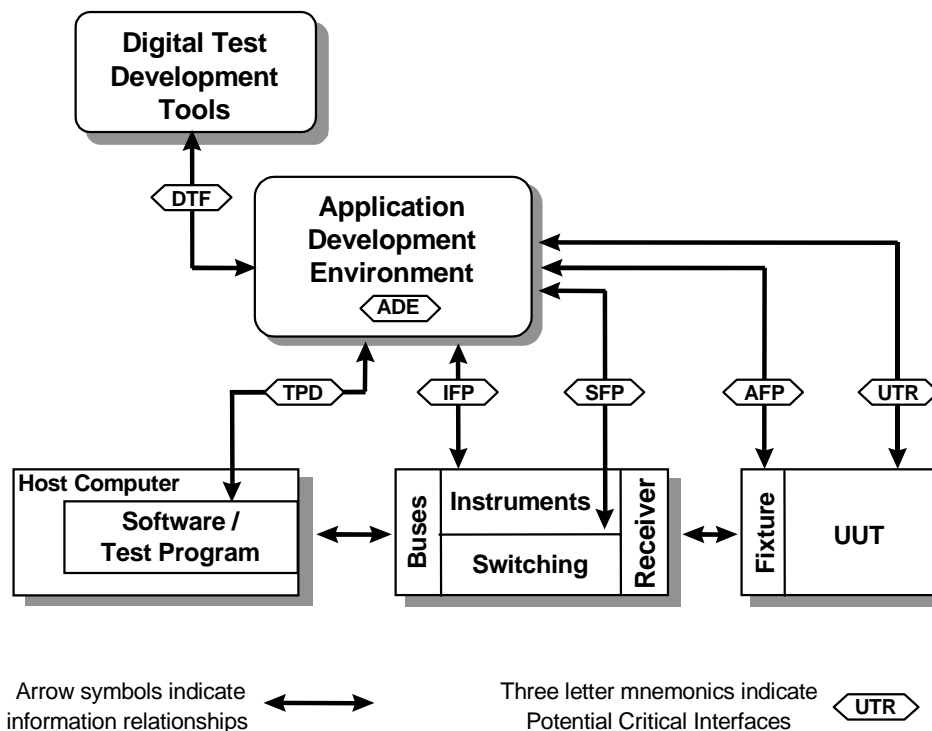 Digital Test
Development
Tools
DTF
Application
Development
Environment
ADE
TPD
IFP
SFP
AFP
UTR
Host Computer
Software /
Test Program
Buses
Instruments
Switching
Receiver
Fixture
UUT
Arrow symbols indicate
information relationships
Three letter mnemonics indicate
Potential Critical Interfaces
UTR